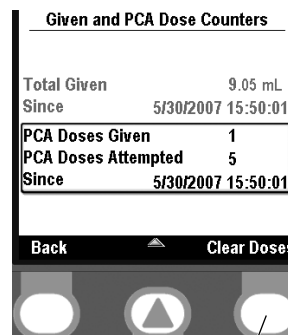 Given and PCA Dose Counters
Total Given 9.05 mL
Since 5/30/2007 15:50:01
PCA Doses Given 1
PCA Doses Attempted 5
Since 5/30/2007 15:50:01
Back Clear Doses